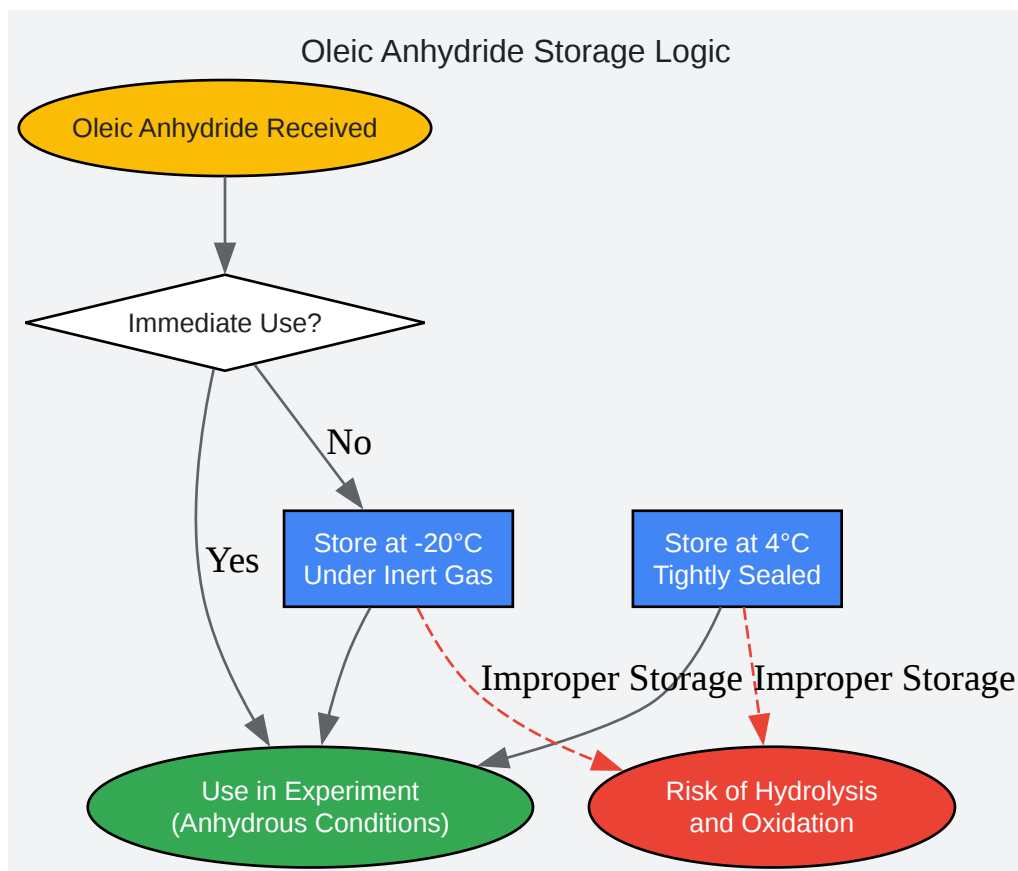 Oleic Anhydride Storage Logic
Oleic Anhydride Received
Immediate Use?
No
Yes
Store at -20°C
Under Inert Gas
Store at 4°C
Tightly Sealed
Improper Storage
Improper Storage
Use in Experiment
(Anhydrous Conditions)
Risk of Hydrolysis
and Oxidation